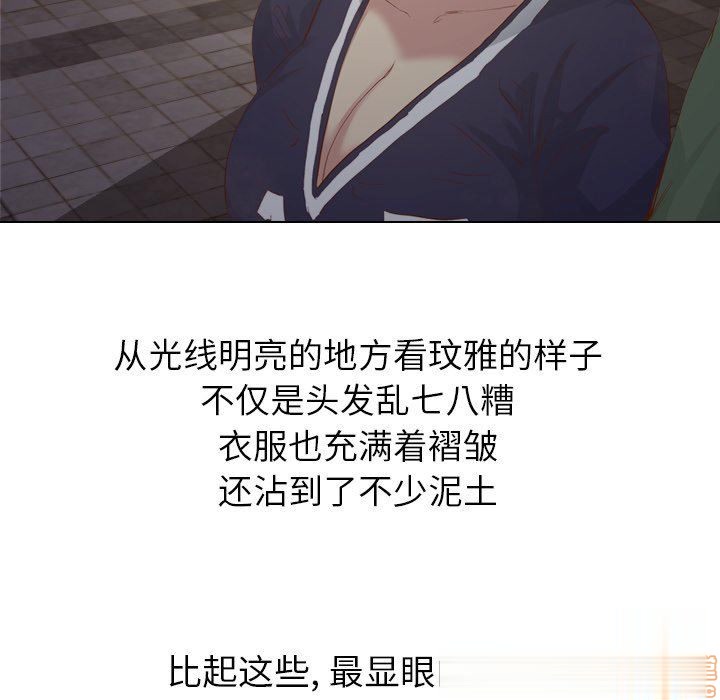 从光线明亮的地方看玟雅的样子
不仅是头发乱七八糟
衣服也充满着褶皱
还沾到了不少泥土
比起这些, 最显眼